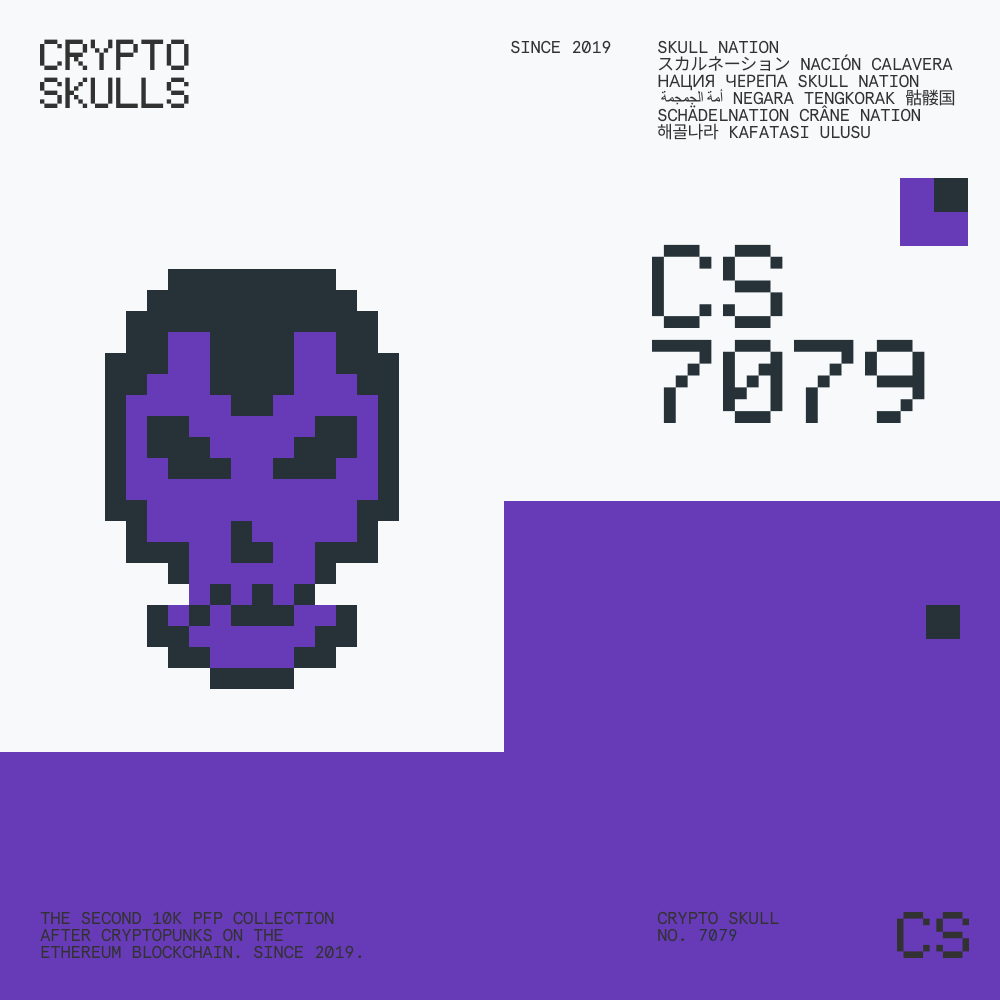 CRYPTO
SKULLS
SINCE 2019
SKULL NATION
スカルネーション NACIÓN CALAVERA
НАЦИЯ ЧЕРЕПА SKULL NATION
أمة الجمجمة NEGARA TENGKORAK 骷髅国
SCHÄDELNATION CRÂNE NATION
해골나라 KAFATASI ULUSU
CS
7079
THE SECOND 10K PFP COLLECTION
AFTER CRYPTOPUNKS ON THE
ETHEREUM BLOCKCHAIN. SINCE 2019.
CRYPTO SKULL
NO. 7079
CS